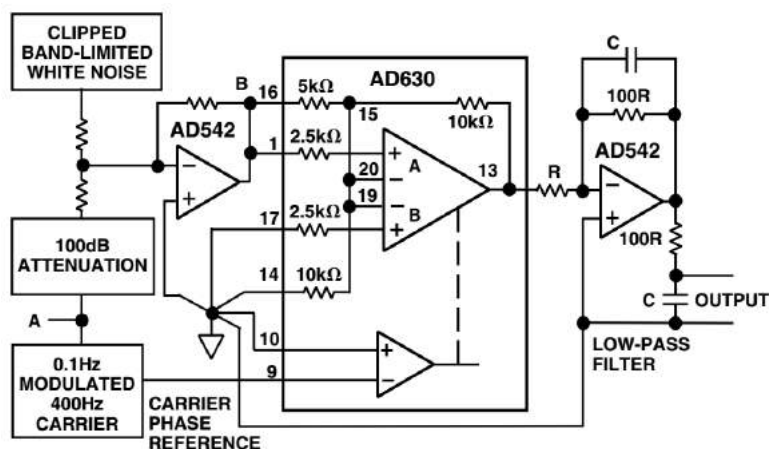 CLIPPED
BAND-LIMITED
WHITE NOISE
B
16
5kΩ
15
AD630
10kΩ
C
100R
AD542
AD542
1
2.5kΩ
20
19
A
B
13
R
17
2.5kΩ
14
10kΩ
100R
100dB
ATTENUATION
A
C
OUTPUT
LOW-PASS
FILTER
0.1Hz
MODULATED
400Hz
CARRIER
10
9
CARRIER
PHASE
REFERENCE
+
−
−
+
−
+
+
−
−
+